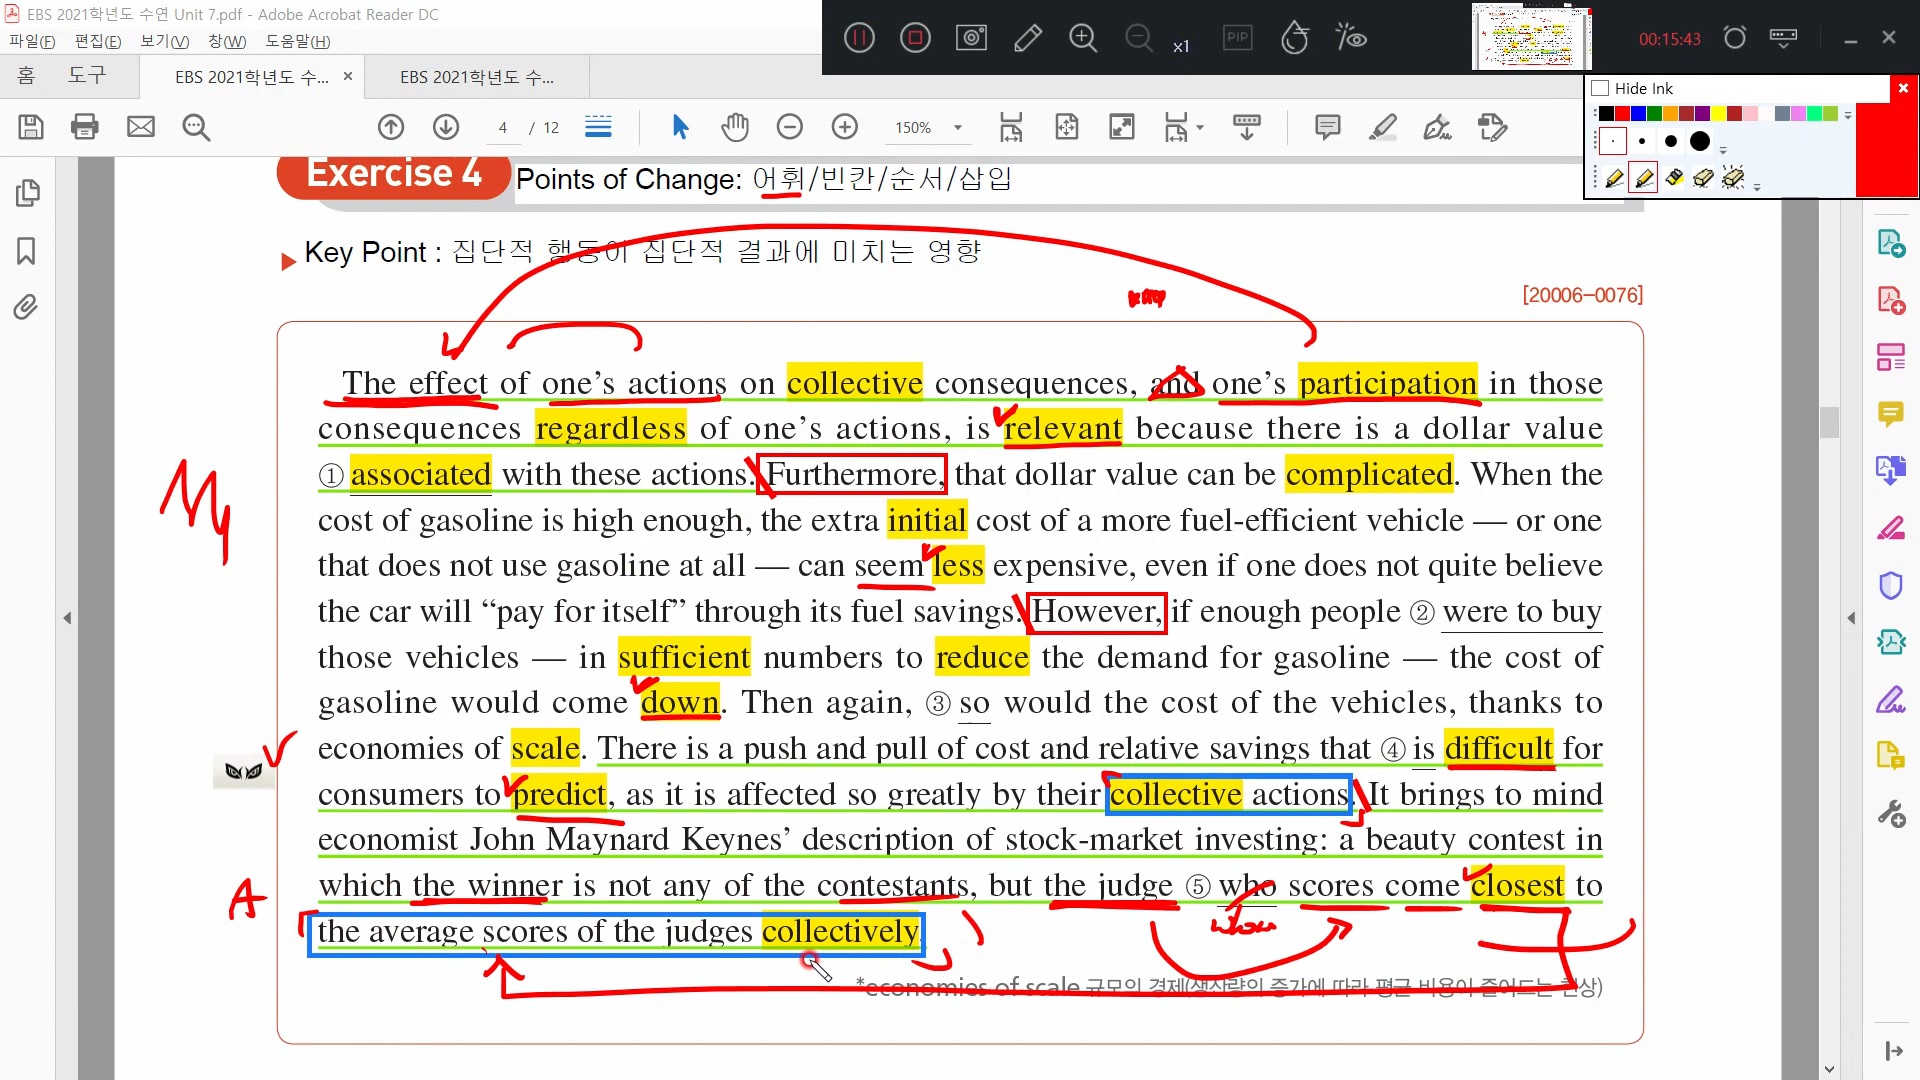 EBS 2021학년도 수연 Unit 7.pdf - Adobe Acrobat Reader DC
파일(F) 편집(E) 보기(V) 창(W) 도움말(H)
x1 PIP 00:15:43
홈 도구 EBS 2021학년도 수... × EBS 2021학년도 수...
Hide Ink
4 / 12 150%
Exercise 4 Points of Change: 어휘/빈칸/순서/삽입
Key Point : 집단적 행동이 집단적 결과에 미치는 영향
[20006-0076]
The effect of one's actions on collective consequences, and one's participation in those
consequences regardless of one's actions, is relevant because there is a dollar value
① associated with these actions. Furthermore, that dollar value can be complicated. When the
cost of gasoline is high enough, the extra initial cost of a more fuel-efficient vehicle — or one
that does not use gasoline at all — can seem less expensive, even if one does not quite believe
the car will “pay for itself” through its fuel savings. However, if enough people ② were to buy
those vehicles — in sufficient numbers to reduce the demand for gasoline — the cost of
gasoline would come down. Then again, ③ so would the cost of the vehicles, thanks to
economies of scale. There is a push and pull of cost and relative savings that ④ is difficult for
consumers to predict, as it is affected so greatly by their collective actions. It brings to mind
economist John Maynard Keynes’ description of stock-market investing: a beauty contest in
which the winner is not any of the contestants, but the judge ⑤ who scores come closest to
A
whose
the average scores of the judges collectively.
*economies of scale 규모의 경제(생산량의 증가에 따라 평균 비용이 줄어드는 현상)